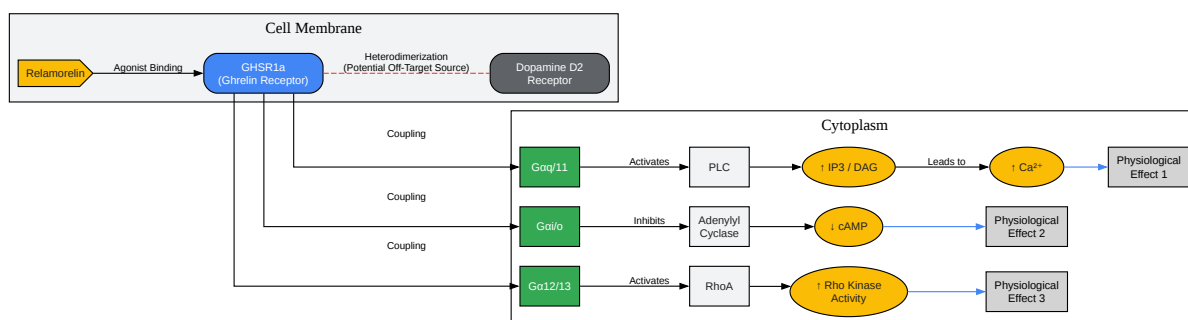 Cell Membrane
Relamorelin
Agonist Binding
GHSR1a
(Ghrelin Receptor)
Heterodimerization
(Potential Off-Target Source)
Dopamine D2
Receptor
Cytoplasm
Coupling
Gαq/11
Activates
PLC
↑ IP3 / DAG
Leads to
↑ Ca²⁺
Physiological
Effect 1
Coupling
Gαi/o
Inhibits
Adenylyl
Cyclase
↓ cAMP
Physiological
Effect 2
Coupling
Gα12/13
Activates
RhoA
↑ Rho Kinase
Activity
Physiological
Effect 3